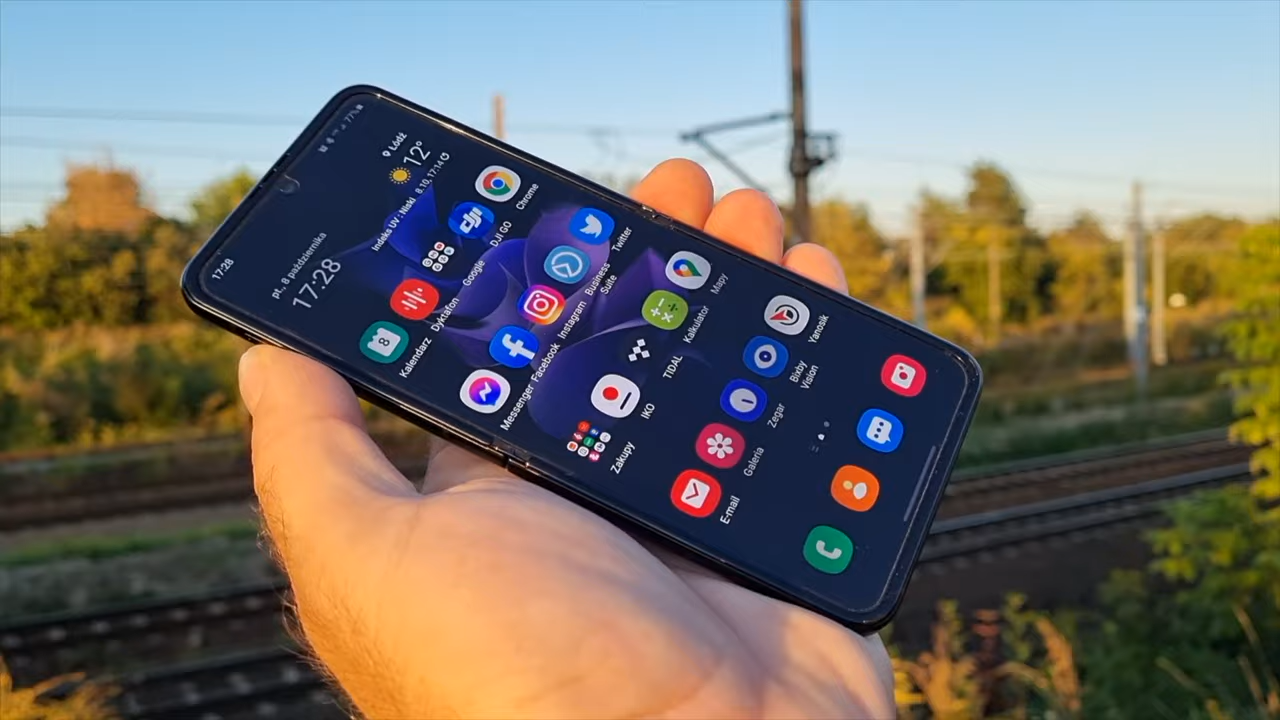 17:28
77%
pt., 8 października
17:28
Łódź
12°
Indeks UV : Niski
8.10, 17:14
8
Kalendarz
Dyktafon
Google
DJI GO
Chrome
Messenger
Facebook
Instagram
Business
Suite
Twitter
Zakupy
IKO
TIDAL
Kalkulator
Mapy
E-mail
Galeria
Zegar
Bixby
Vision
Yanosik